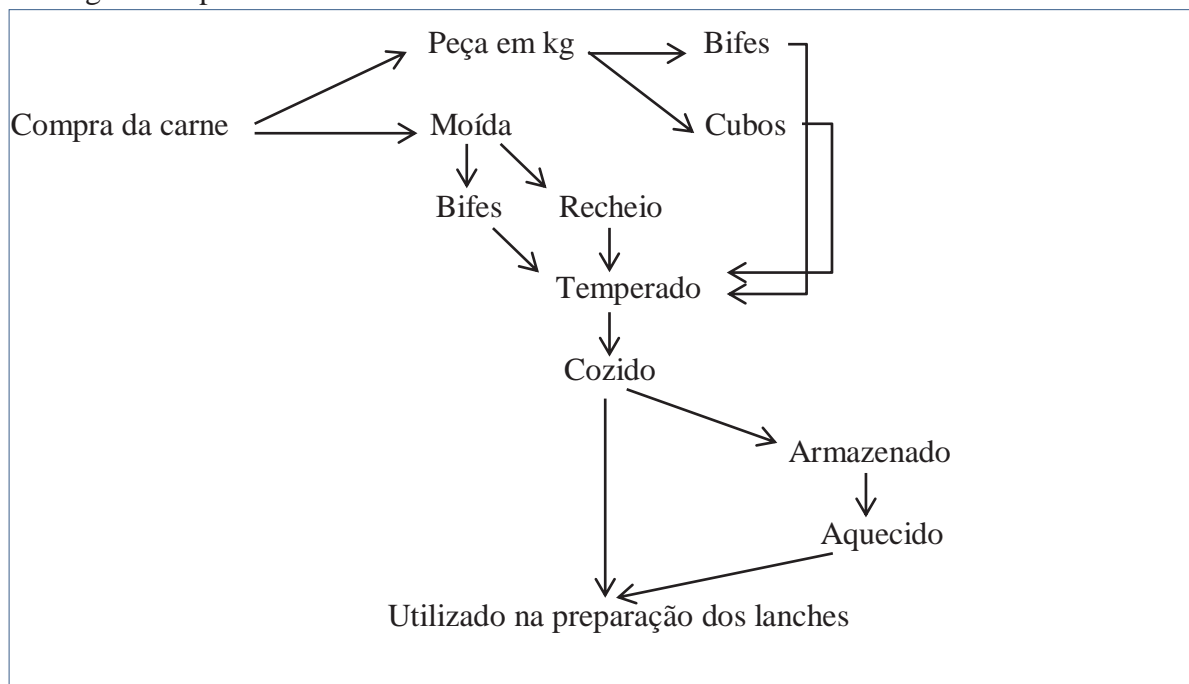 Peça em kg Bifes
Compra da carne Moída Cubos
Bifes Recheio
Temperado
Cozido
Armazenado
Aquecido
Utilizado na preparação dos lanches